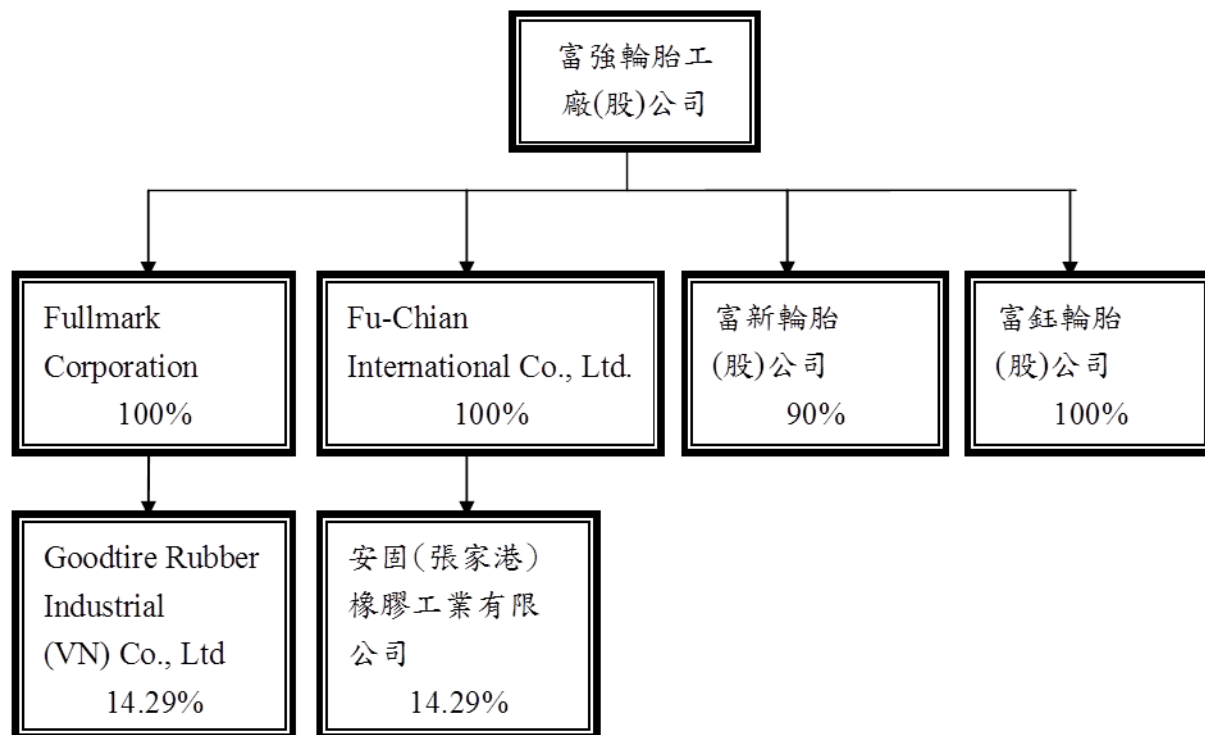 富強輪胎工
廠(股)公司
Fullmark
Corporation
100%
Fu-Chian
International Co., Ltd.
100%
富新輪胎
(股)公司
90%
富鈺輪胎
(股)公司
100%
Goodtire Rubber
Industrial
(VN) Co., Ltd
14.29%
安固(張家港)
橡膠工業有限
公司
14.29%